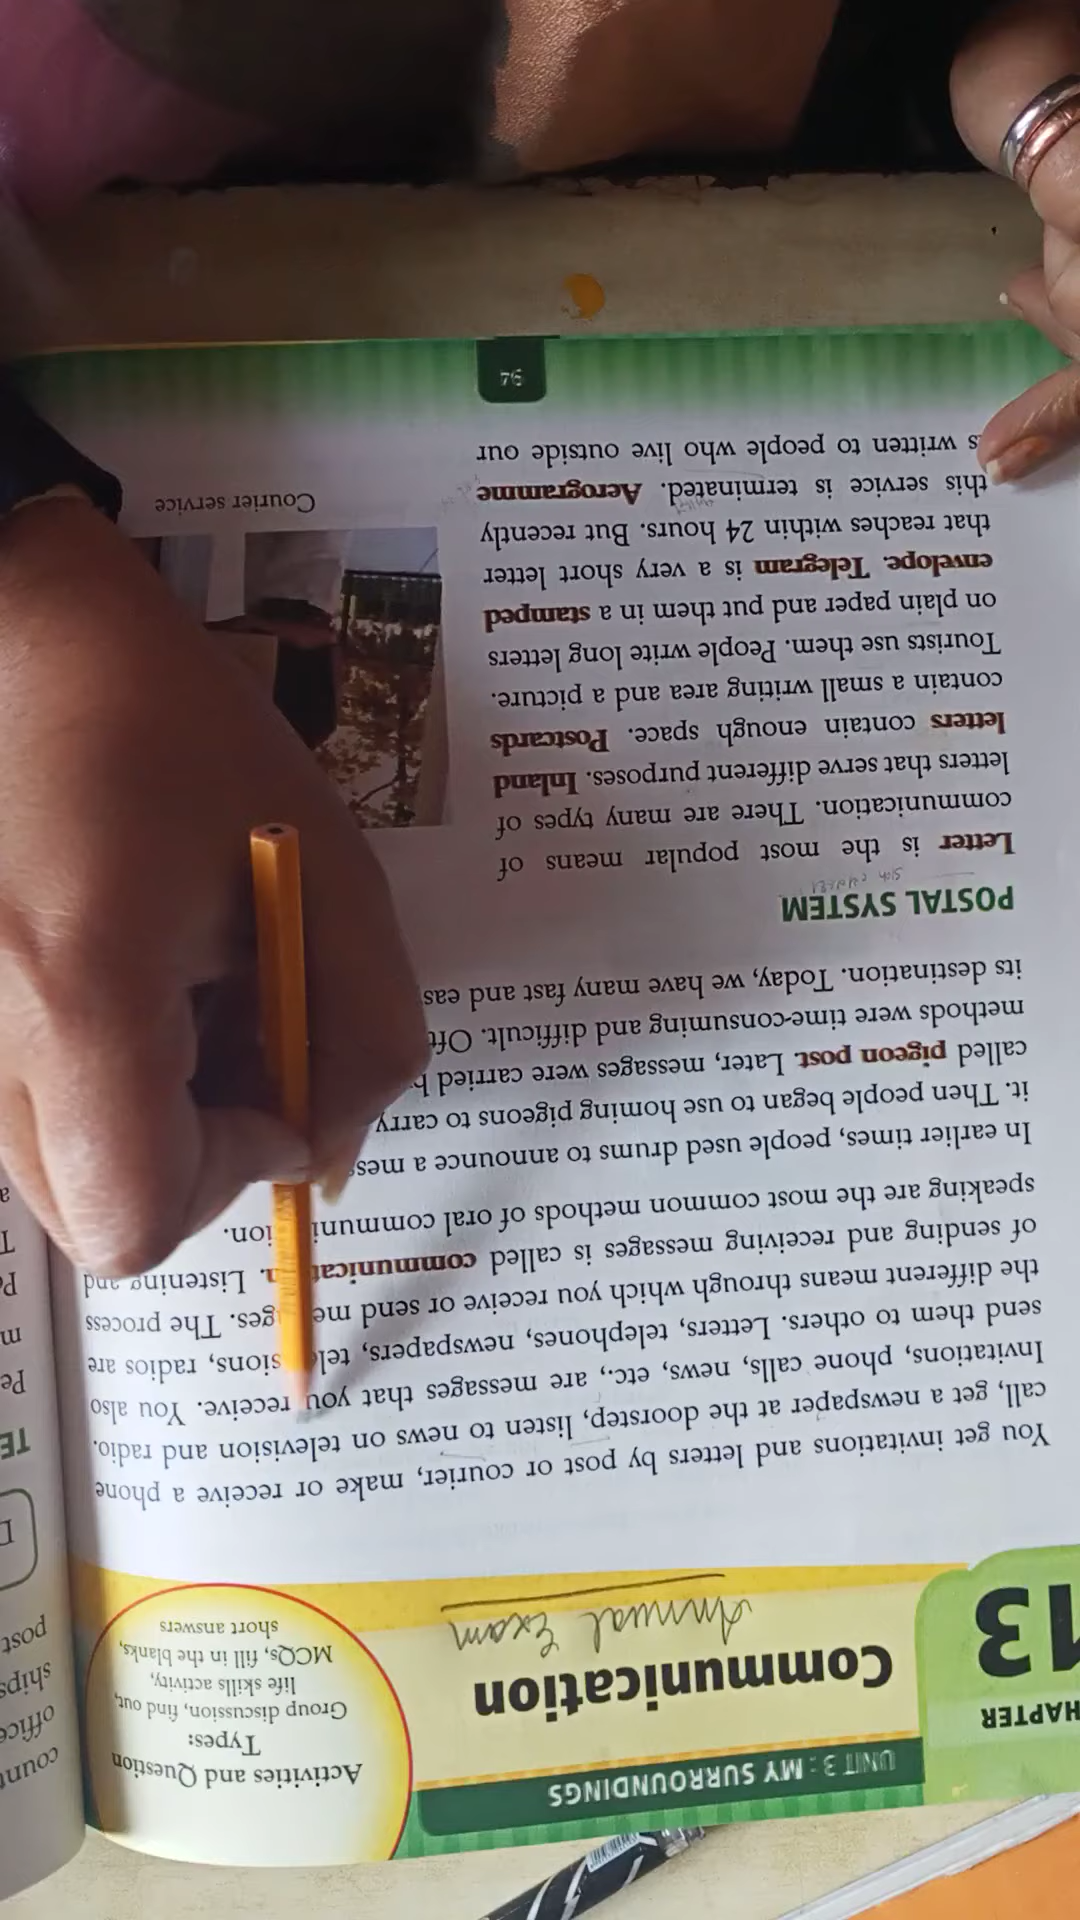 UNIT 3 : MY SURROUNDINGS
HAPTER
13
Communication
Annual Exam
Activities and Question
Types:
Group discussion, find out,
life skills activity,
MCQs, fill in the blanks,
short answers
You get invitations and letters by post or courier, make or receive a phone
call, get a newspaper at the doorstep, listen to news on television and radio.
Invitations, phone calls, news, etc., are messages that you receive. You also
send them to others. Letters, telephones, newspapers, tel sions, radios are
the different means through which you receive or send me ges. The process
of sending and receiving messages is called communicat n. Listening and
speaking are the most common methods of oral communi ion.
In earlier times, people used drums to announce a mess
it. Then people began to use homing pigeons to carry
called pigeon post. Later, messages were carried b
methods were time-consuming and difficult. Oft
its destination. Today, we have many fast and eas
POSTAL SYSTEM
Letter is the most popular means of
communication. There are many types of
letters that serve different purposes. Inland
letters contain enough space. Postcards
contain a small writing area and a picture.
Tourists use them. People write long letters
on plain paper and put them in a stamped
envelope. Telegram is a very short letter
that reaches within 24 hours. But recently
this service is terminated. Aerogramme
s written to people who live outside our
Courier service
94
count
office
ships
post
TE
Pe
m
Pe
T
a